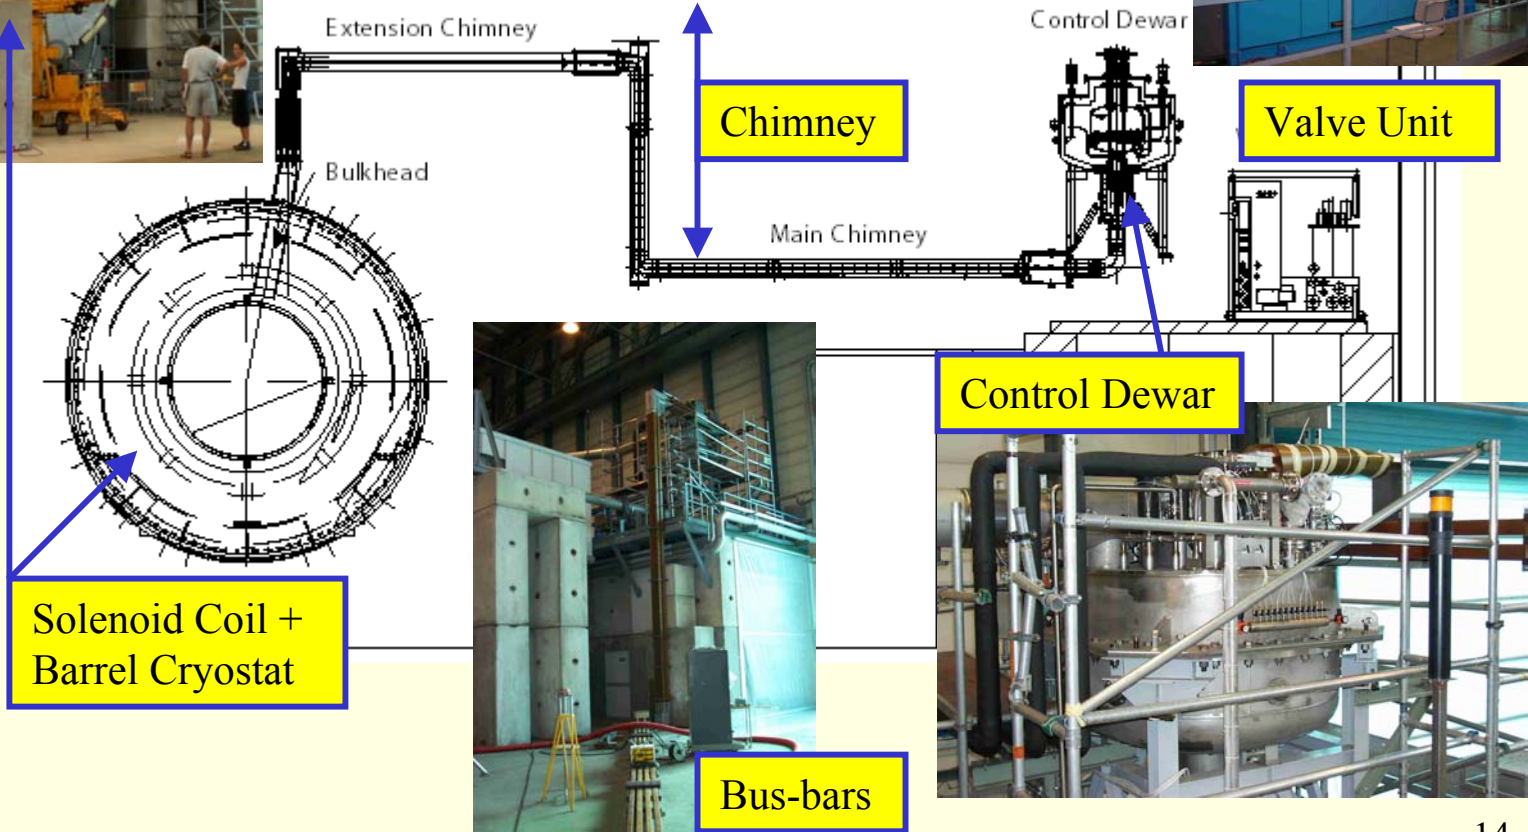 Extension Chimney
Control Dewar
Chimney
Valve Unit
Bulkhead
Main Chimney
Control Dewar
Solenoid Coil +
Barrel Cryostat
Bus-bars
14